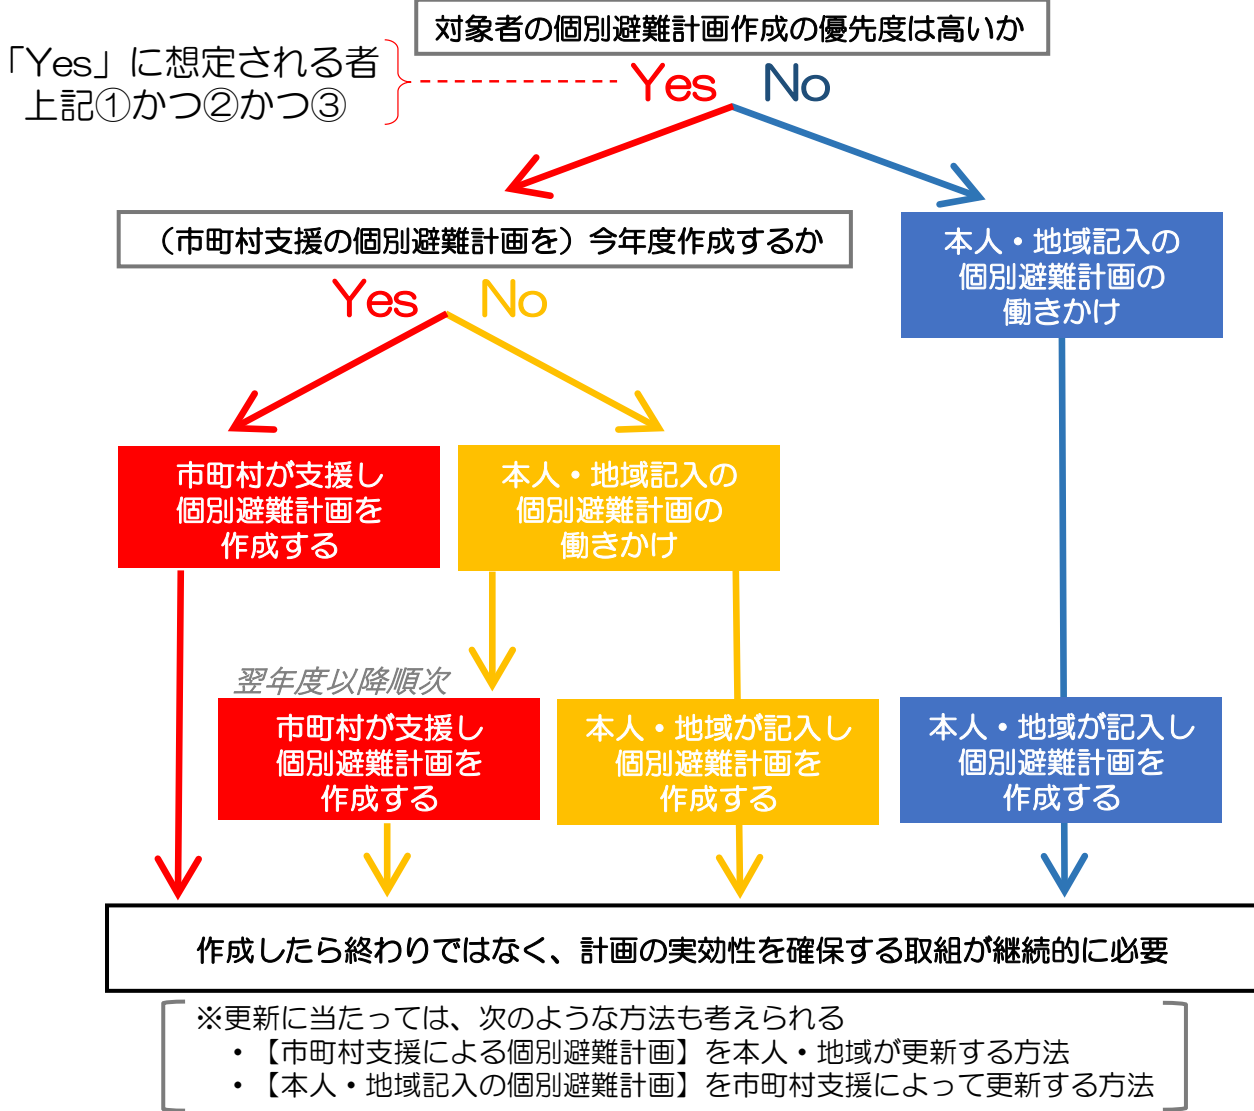 対象者の個別避難計画作成の優先度は高いか
「Yes」に想定される者
上記①かつ②かつ③
Yes No
（市町村支援の個別避難計画を）今年度作成するか
本人・地域記入の
個別避難計画の
働きかけ
Yes No
市町村が支援し
個別避難計画を
作成する
本人・地域記入の
個別避難計画の
働きかけ
翌年度以降順次
市町村が支援し
個別避難計画を
作成する
本人・地域が記入し
個別避難計画を
作成する
本人・地域が記入し
個別避難計画を
作成する
作成したら終わりではなく、計画の実効性を確保する取組が継続的に必要
※更新に当たっては、次のような方法も考えられる
・【市町村支援による個別避難計画】を本人・地域が更新する方法
・【本人・地域記入の個別避難計画】を市町村支援によって更新する方法